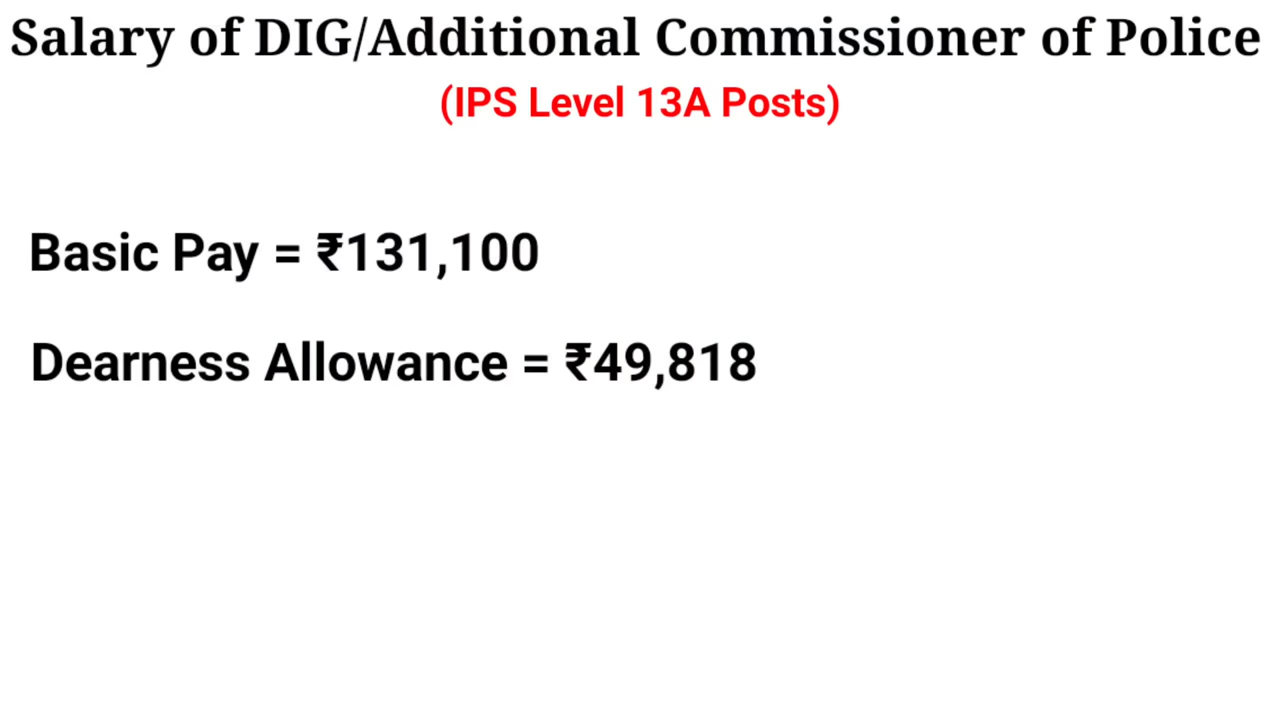 Salary of DIG/Additional Commissioner of Police
(IPS Level 13A Posts)
Basic Pay = ₹131,100
Dearness Allowance = ₹49,818